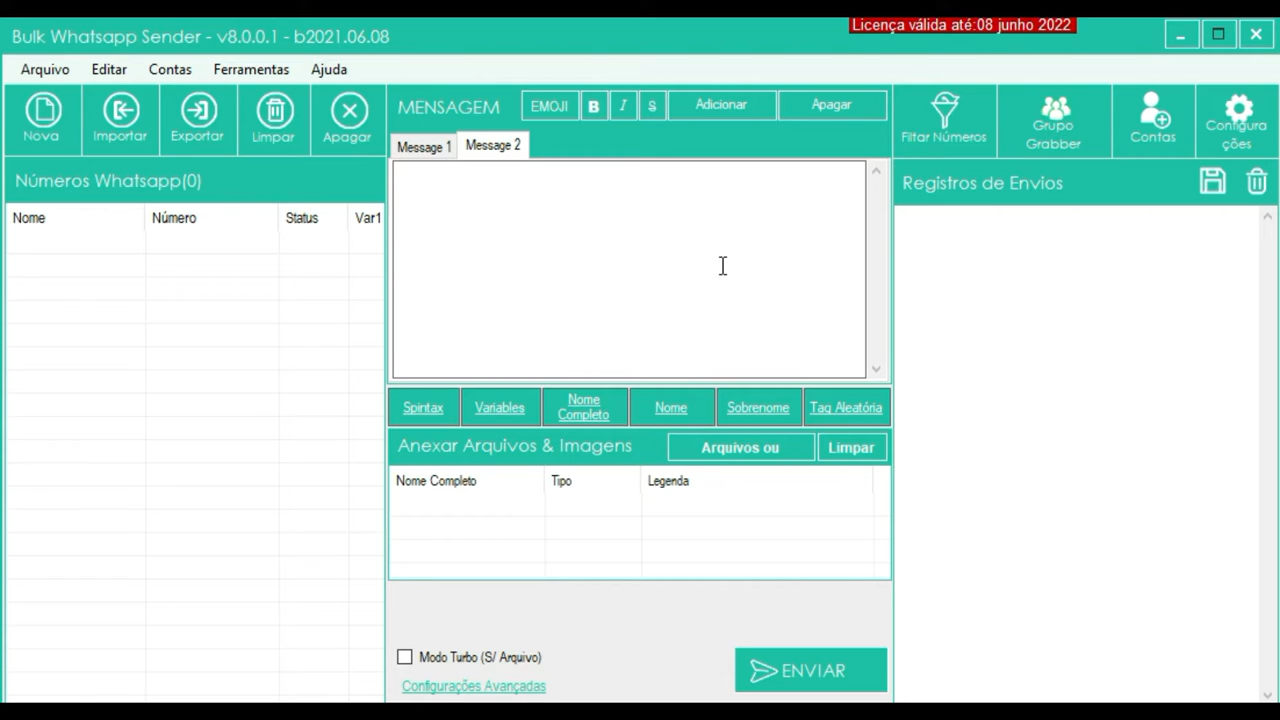 Licença válida até:08 junho 2022
Bulk Whatsapp Sender - v8.0.0.1 - b2021.06.08
Arquivo Editar Contas Ferramentas Ajuda
Nova Importar Exportar Limpar Apagar
MENSAGEM EMOJI B I S Adicionar Apagar
Filtar Números
Grupo
Grabber
Contas
Configura
ções
Message 1 Message 2
Números Whatsapp(0)
Registros de Envios
Nome Número Status Var1
Spintax Variables
Nome
Completo
Nome Sobrenome Tag Aleatória
Anexar Arquivos & Imagens Arquivos ou Limpar
Nome Completo Tipo Legenda
Modo Turbo (S/ Arquivo)
Configurações Avançadas
ENVIAR